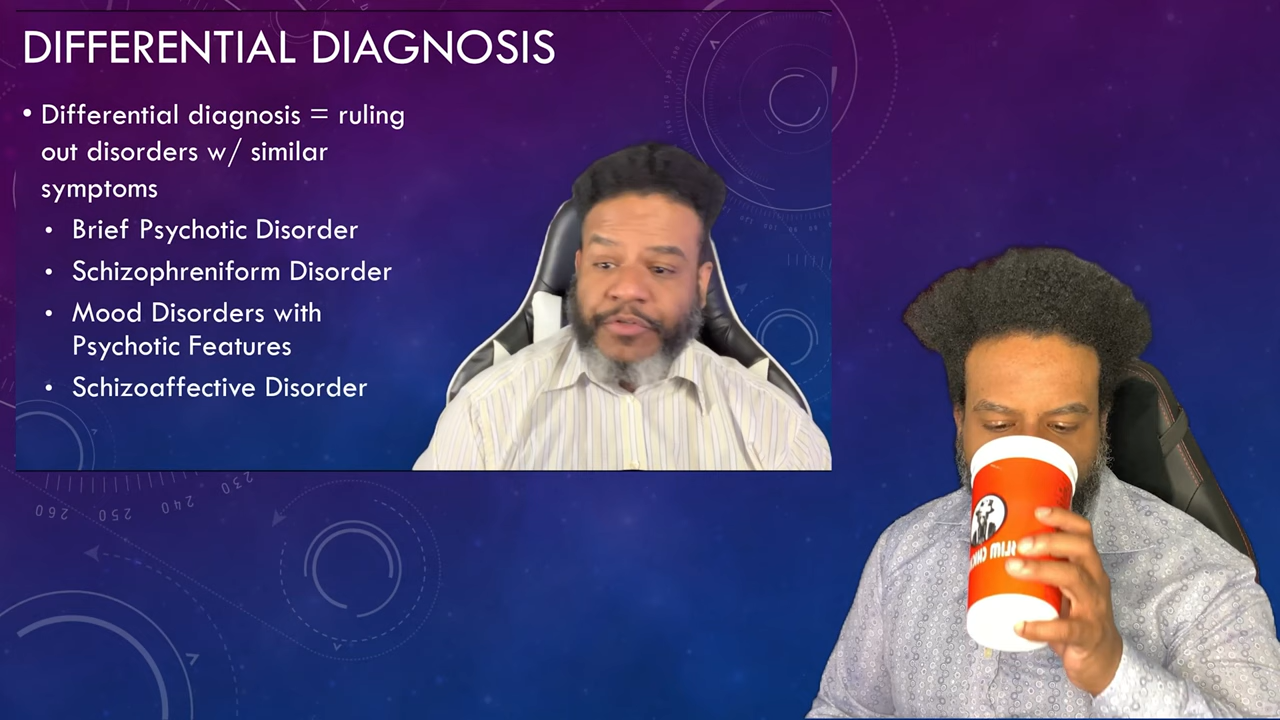 DIFFERENTIAL DIAGNOSIS
• Differential diagnosis = ruling
out disorders w/ similar
symptoms
• Brief Psychotic Disorder
• Schizophreniform Disorder
• Mood Disorders with
Psychotic Features
• Schizoaffective Disorder
230
240
250
260
SLIM